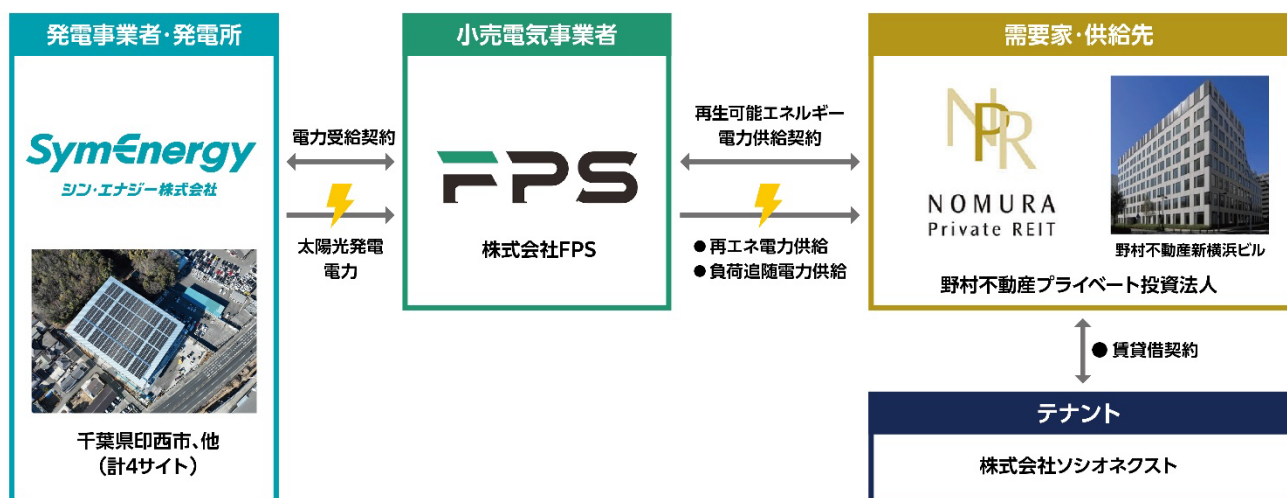 発電事業者・発電所
SymEnergy
シン・エナジー株式会社
千葉県印西市、他
(計4サイト)
電力受給契約
太陽光発電
電力
小売電気事業者
FPS
株式会社FPS
再生可能エネルギー
電力供給契約
●再エネ電力供給
●負荷追随電力供給
需要家・供給先
NPR
NOMURA
Private REIT
野村不動産新横浜ビル
野村不動産プライベート投資法人
●賃貸借契約
テナント
株式会社ソシオネクスト